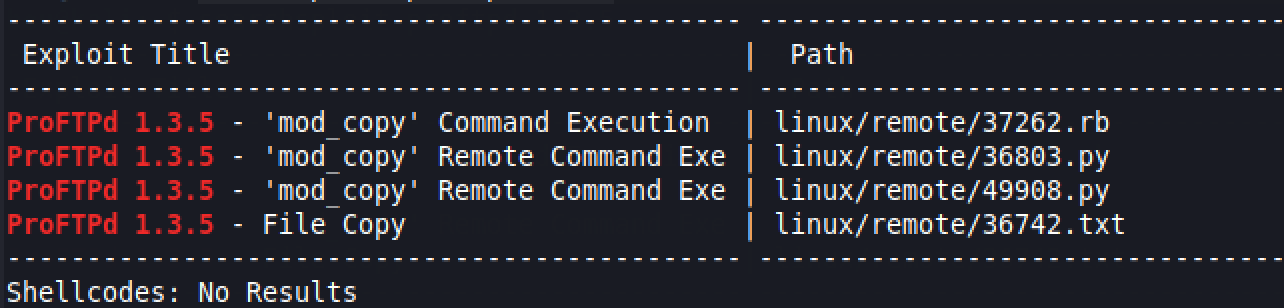 ---------------------------------------------- ---------------------------------
Exploit Title | Path
---------------------------------------------- ---------------------------------
ProFTPd 1.3.5 - 'mod_copy' Command Execution | linux/remote/37262.rb
ProFTPd 1.3.5 - 'mod_copy' Remote Command Exe | linux/remote/36803.py
ProFTPd 1.3.5 - 'mod_copy' Remote Command Exe | linux/remote/49908.py
ProFTPd 1.3.5 - File Copy | linux/remote/36742.txt
---------------------------------------------- ---------------------------------
Shellcodes: No Results